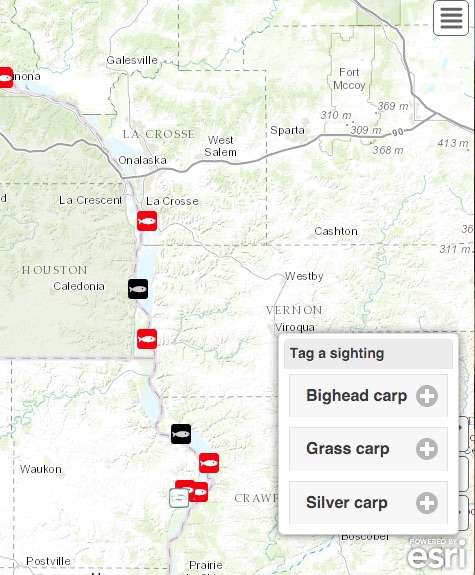 Galesville
nona
Fort
McCoy
369 m
310 m
LA CROSSE
West
Salem
Sparta
309 m
90
413 m
Onalaska
368 m
d
La Crescent
La Crosse
Cashton
36
311 m
HOUSTON
Caledonia
Westby
VERNON
Viroqua
Tag a sighting
Bighead carp
Grass carp
Silver carp
Waukon
CRAWF
Boscobel
POWERED BY
esri
Postville
Prairie